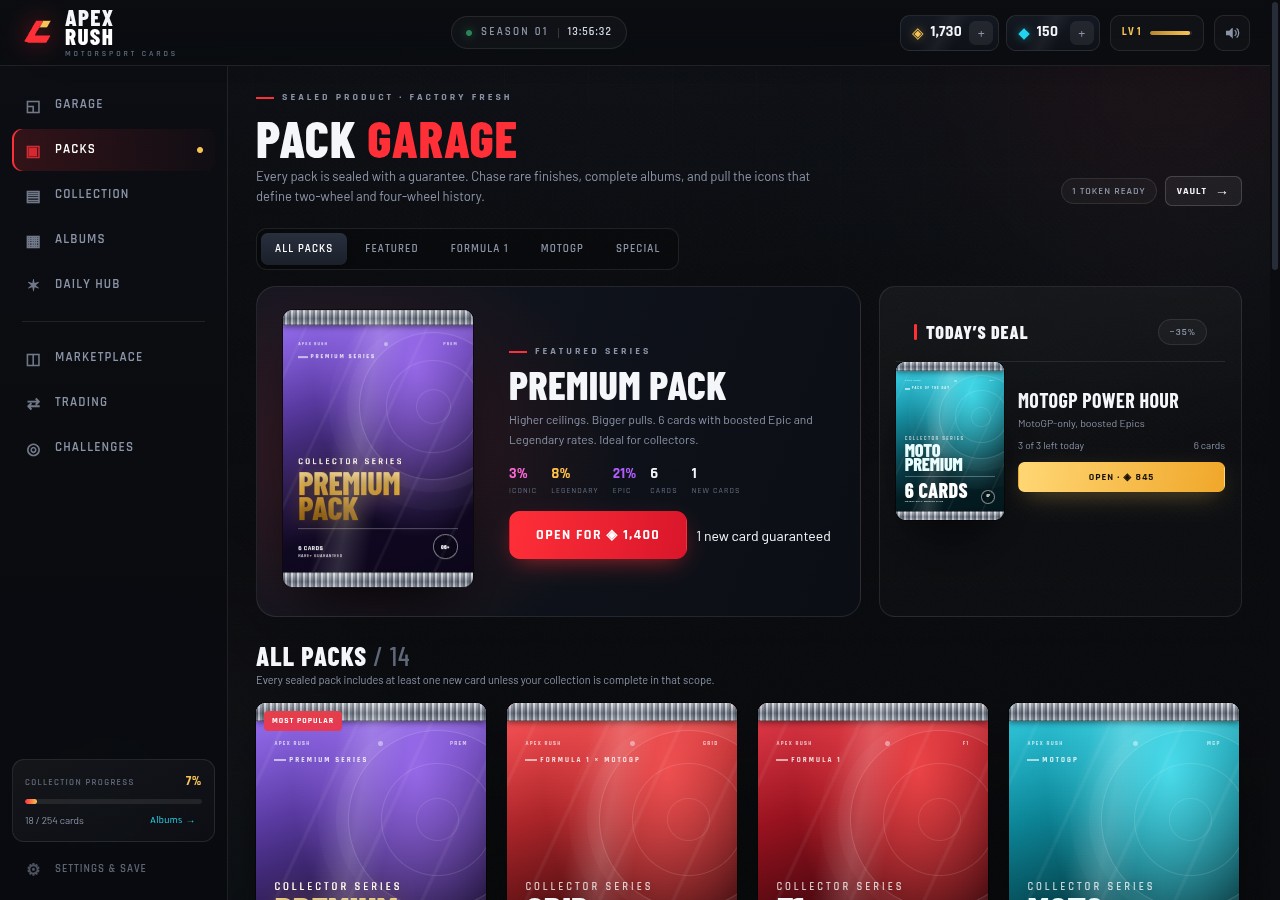 APEX
RUSH
MOTORSPORT CARDS
SEASON 01 | 13:56:32
1,730 +
150 +
LV 1
GARAGE
PACKS
COLLECTION
ALBUMS
DAILY HUB
MARKETPLACE
TRADING
CHALLENGES
COLLECTION PROGRESS 7%
18 / 254 cards Albums →
SETTINGS & SAVE
SEALED PRODUCT · FACTORY FRESH
PACK GARAGE
Every pack is sealed with a guarantee. Chase rare finishes, complete albums, and pull the icons that
define two-wheel and four-wheel history.
1 TOKEN READY
VAULT →
ALL PACKS FEATURED FORMULA 1 MOTOGP SPECIAL
APEX RUSH PREM
PREMIUM SERIES
COLLECTOR SERIES
PREMIUM
PACK
6 CARDS
RARE+ GUARANTEED
FEATURED SERIES
PREMIUM PACK
Higher ceilings. Bigger pulls. 6 cards with boosted Epic and
Legendary rates. Ideal for collectors.
3% 8% 21% 6 1
ICONIC LEGENDARY EPIC CARDS NEW CARDS
OPEN FOR ◈ 1,400
1 new card guaranteed
TODAY'S DEAL
−35%
PACK OF THE DAY
COLLECTOR SERIES
MOTO
PREMIUM
6 CARDS
MOTOGP POWER HOUR
MotoGP-only, boosted Epics
3 of 3 left today 6 cards
OPEN · ◈ 845
ALL PACKS / 14
Every sealed pack includes at least one new card unless your collection is complete in that scope.
MOST POPULAR
APEX RUSH PREM
PREMIUM SERIES
COLLECTOR SERIES
APEX RUSH GRID
FORMULA 1 × MOTOGP
COLLECTOR SERIES
APEX RUSH F1
FORMULA 1
COLLECTOR SERIES
APEX RUSH MGP
MOTOGP
COLLECTOR SERIES